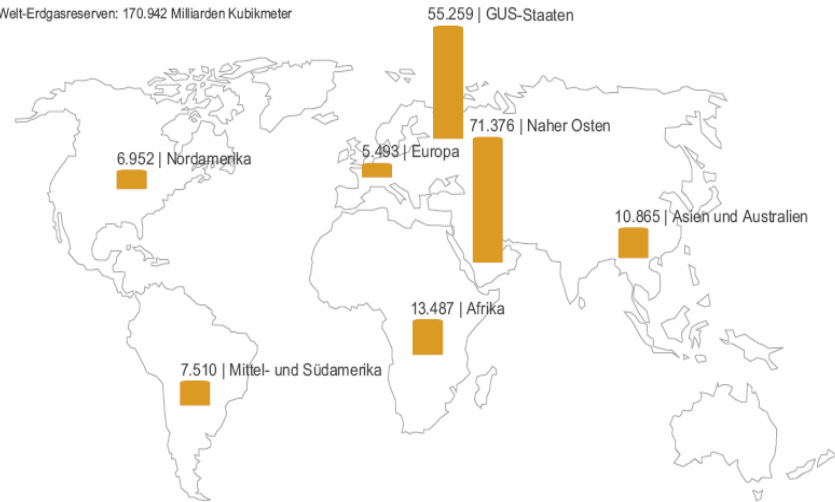 Welt-Erdgasreserven: 170.942 Milliarden Kubikmeter
55.259 | GUS-Staaten
71.376 | Naher Osten
6.952 | Nordamerika
5.493 | Europa
10.865 | Asien und Australien
13.487 | Afrika
7.510 | Mittel- und Südamerika